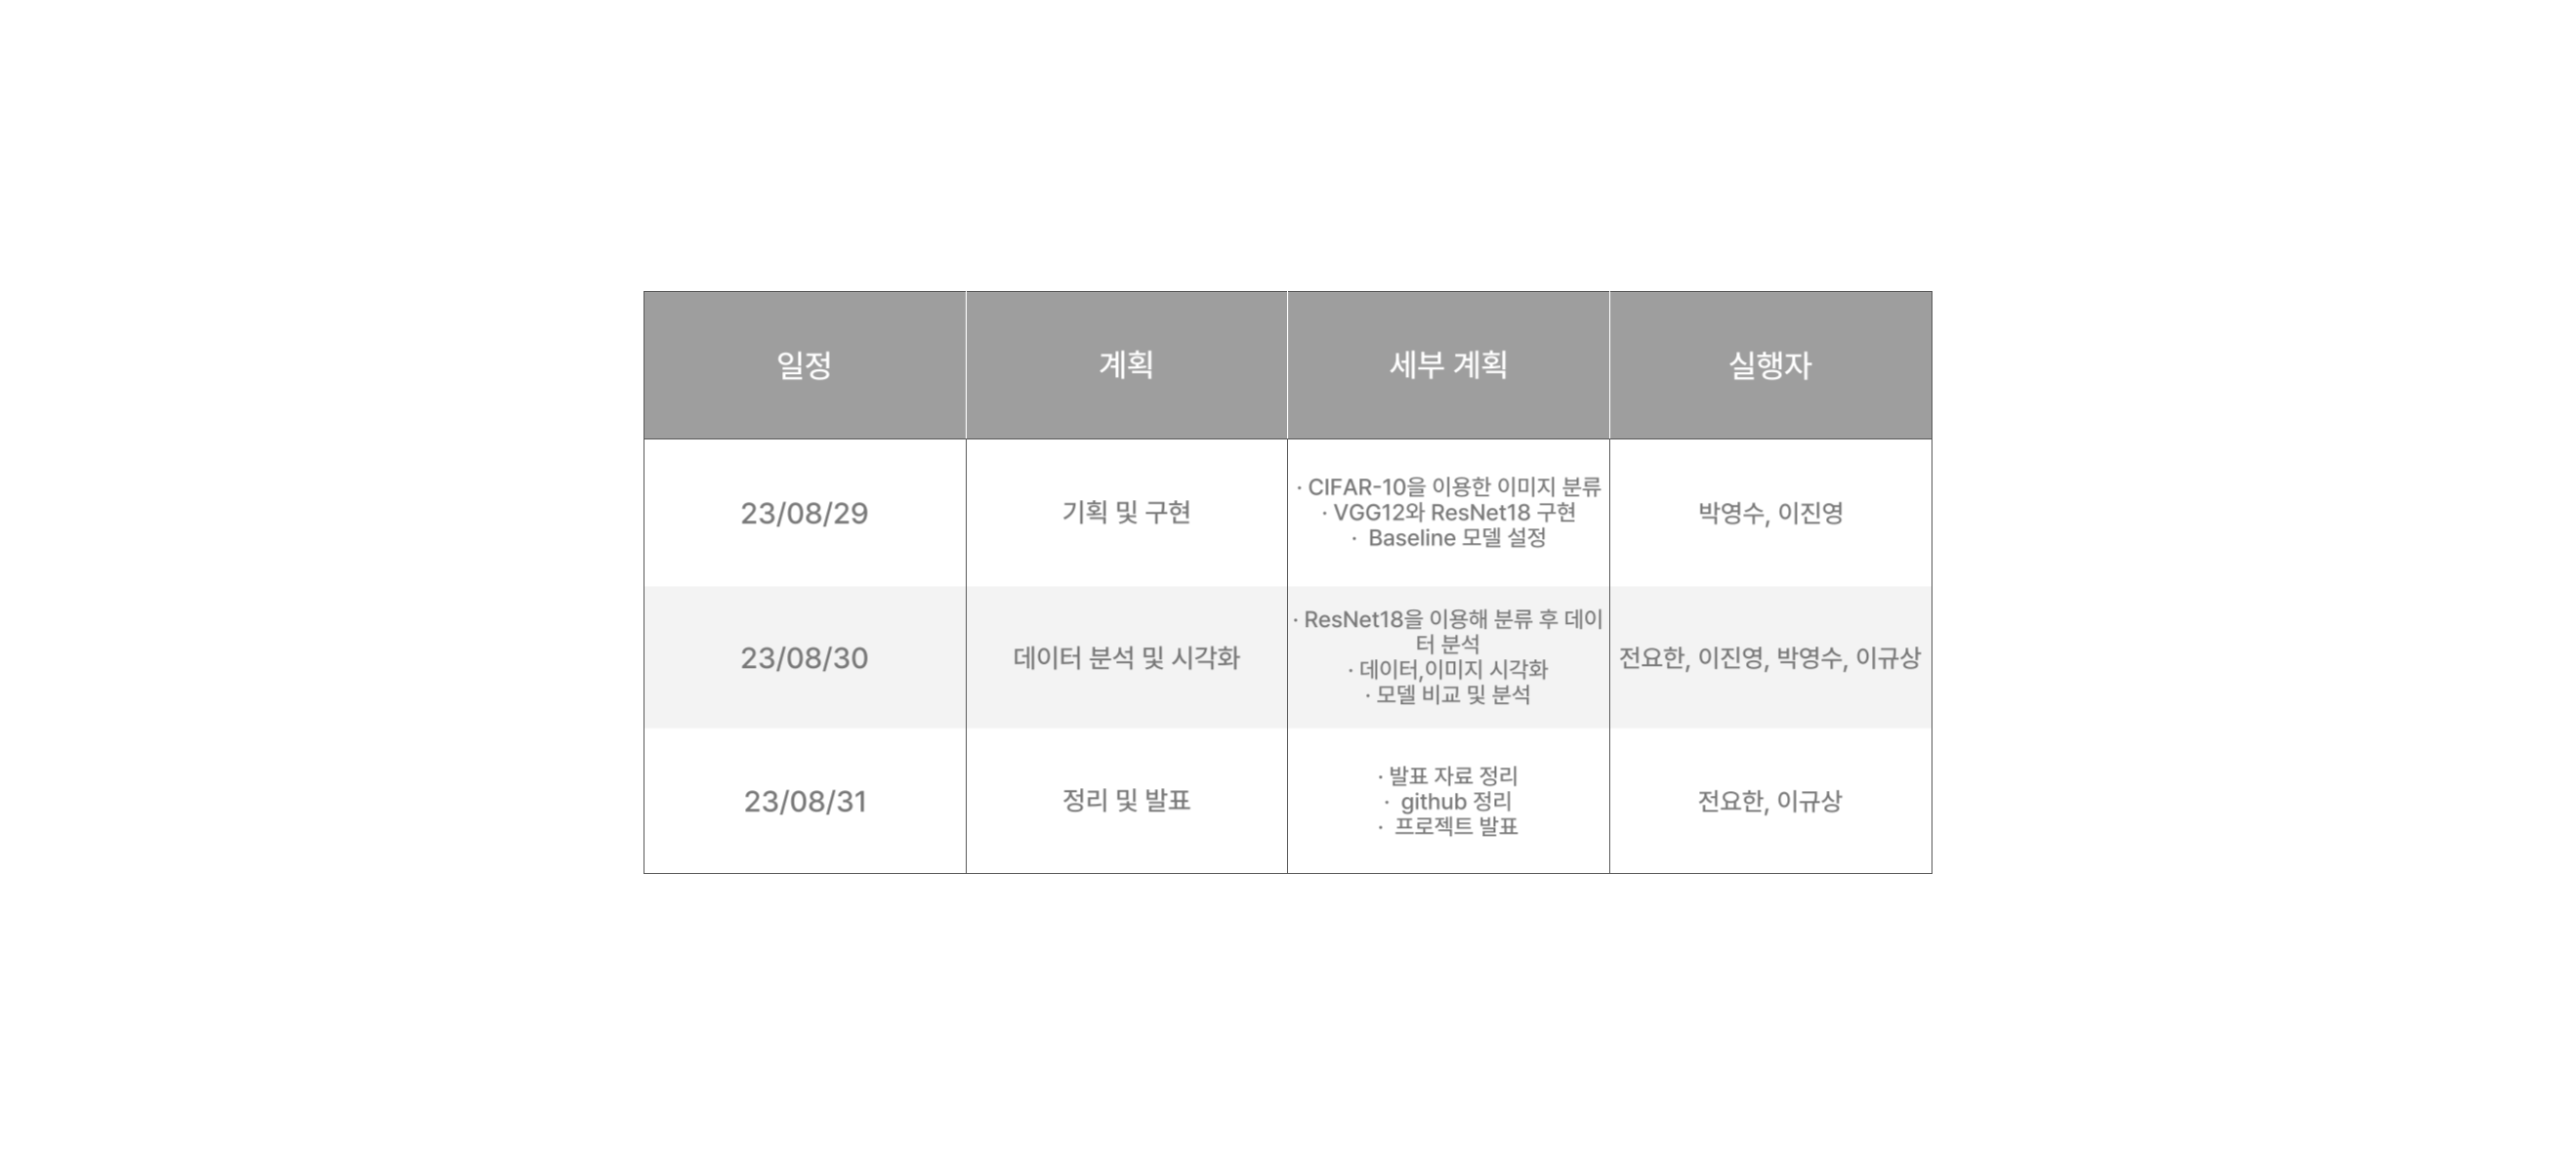 일정
계획
세부 계획
실행자
23/08/29
기획 및 구현
· CIFAR-10을 이용한 이미지 분류
· VGG12와 ResNet18 구현
· Baseline 모델 설정
박영수, 이진영
23/08/30
데이터 분석 및 시각화
· ResNet18을 이용해 분류 후 데이
터 분석
· 데이터,이미지 시각화
· 모델 비교 및 분석
전요한, 이진영, 박영수, 이규상
23/08/31
정리 및 발표
· 발표 자료 정리
· github 정리
· 프로젝트 발표
전요한, 이규상